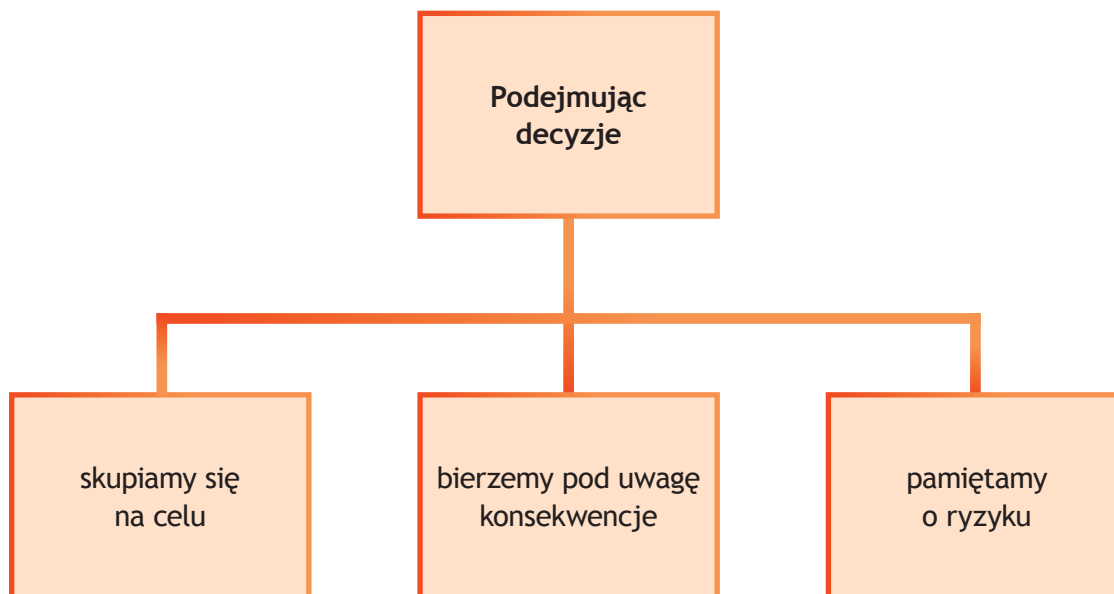 Podejmując
decyzje
skupiamy się
na celu
bierzemy pod uwagę
konsekwencje
pamiętamy
o ryzyku